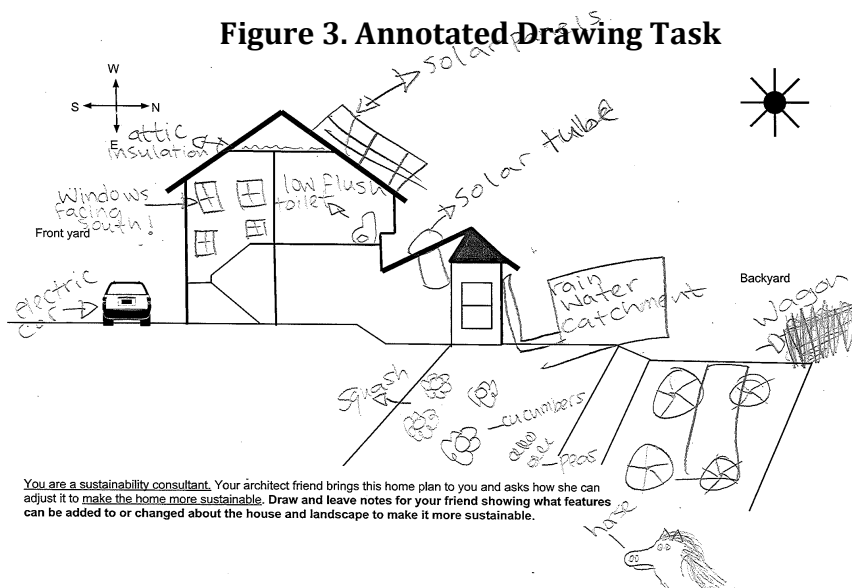 Figure 3. Annotated Drawing Task
solar panels
W
S
N
E
attic
insulation
solar tube
Windows
facing
south!
low flush
toilet
Front yard
Backyard
electric
car
rain
water
catchment
wagon
squash
cucumbers
peas
You are a sustainability consultant. Your architect friend brings this home plan to you and asks how she can
adjust it to make the home more sustainable. Draw and leave notes for your friend showing what features
can be added to or changed about the house and landscape to make it more sustainable.
horse